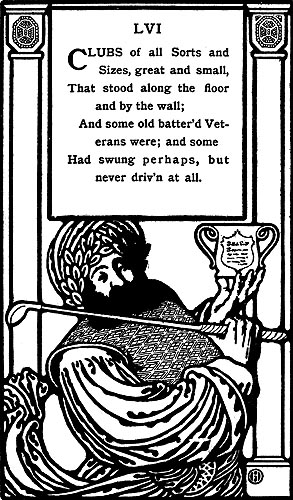 LVI
CLUBS of all Sorts and
Sizes, great and small,
That stood along the floor
and by the wall;
And some old batter'd Vet-
erans were; and some
Had swung perhaps, but
never driv'n at all.